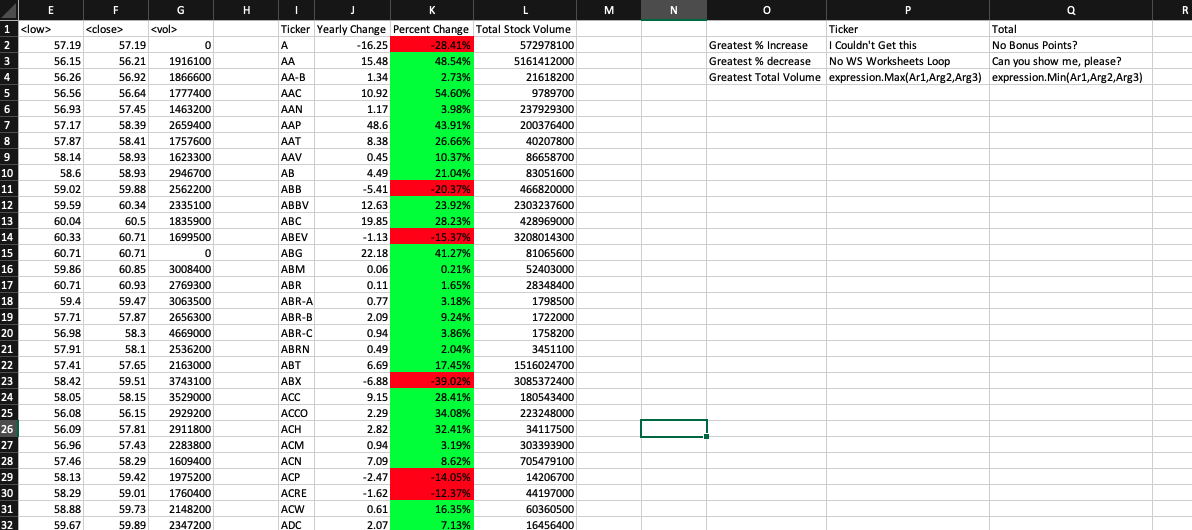 E F G H I J K L M N O P Q R
1 <low> <close> <vol> Ticker Yearly Change Percent Change Total Stock Volume Ticker Total
2 57.19 57.19 0 A -16.25 -28.41% 572978100 Greatest % Increase I Couldn't Get this No Bonus Points?
3 56.15 56.21 1916100 AA 15.48 48.54% 5161412000 Greatest % decrease No WS Worksheets Loop Can you show me, please?
4 56.26 56.92 1866600 AA-B 1.34 2.73% 21618200 Greatest Total Volume expression.Max(Ar1,Arg2,Arg3) expression.Min(Ar1,Arg2,Arg3)
5 56.56 56.64 1777400 AAC 10.92 54.60% 9789700
6 56.93 57.45 1463200 AAN 1.17 3.98% 237929300
7 57.17 58.39 2659400 AAP 48.6 43.91% 200376400
8 57.87 58.41 1757600 AAT 8.38 26.66% 40207800
9 58.14 58.93 1623300 AAV 0.45 10.37% 86658700
10 58.6 58.93 2946700 AB 4.49 21.04% 83051600
11 59.02 59.88 2562200 ABB -5.41 -20.37% 466820000
12 59.59 60.34 2335100 ABBV 12.63 23.92% 2303237600
13 60.04 60.5 1835900 ABC 19.85 28.23% 428969000
14 60.33 60.71 1699500 ABEV -1.13 -15.37% 3208014300
15 60.71 60.71 0 ABG 22.18 41.27% 81065600
16 59.86 60.85 3008400 ABM 0.06 0.21% 52403000
17 60.71 60.93 2769300 ABR 0.11 1.65% 28348400
18 59.4 59.47 3063500 ABR-A 0.77 3.18% 1798500
19 57.71 57.87 2656300 ABR-B 2.09 9.24% 1722000
20 56.98 58.3 4669000 ABR-C 0.94 3.86% 1758200
21 57.91 58.1 2536200 ABRN 0.49 2.04% 3451100
22 57.41 57.65 2163000 ABT 6.69 17.45% 1516024700
23 58.42 59.51 3743100 ABX -6.88 -39.02% 3085372400
24 58.05 58.15 3529000 ACC 9.15 28.41% 180543400
25 56.08 56.15 2929200 ACCO 2.29 34.08% 223248000
26 56.09 57.81 2911800 ACH 2.82 32.41% 34117500
27 56.96 57.43 2283800 ACM 0.94 3.19% 303393900
28 57.46 58.29 1609400 ACN 7.09 8.62% 705479100
29 58.13 59.42 1975200 ACP -2.47 -14.05% 14206700
30 58.29 59.01 1760400 ACRE -1.62 -12.37% 44197000
31 58.88 59.73 2148200 ACW 0.61 16.35% 60360500
32 59.67 59.89 2347200 ADC 2.07 7.13% 16456400